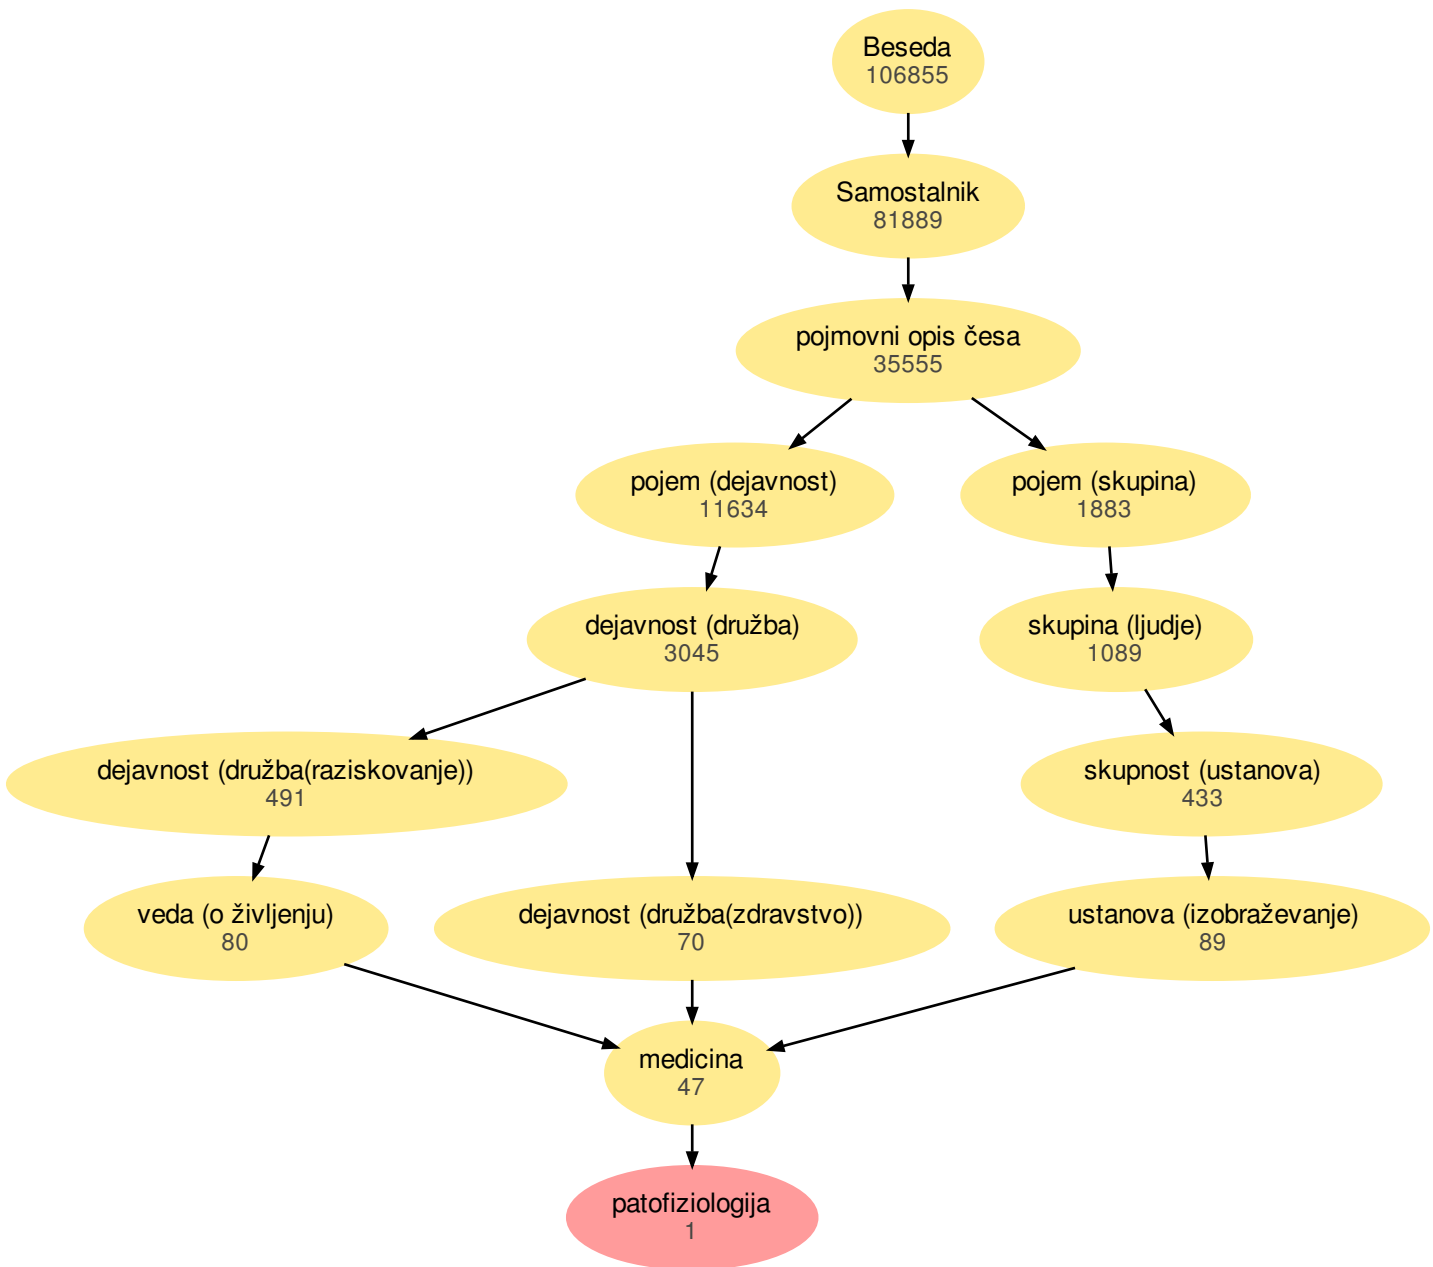 Beseda
106855
Samostalnik
81889
pojmovni opis česa
35555
pojem (dejavnost)
11634
pojem (skupina)
1883
dejavnost (družba)
3045
skupina (ljudje)
1089
dejavnost (družba(raziskovanje))
491
skupnost (ustanova)
433
veda (o življenju)
80
dejavnost (družba(zdravstvo))
70
ustanova (izobraževanje)
89
medicina
47
patofiziologija
1